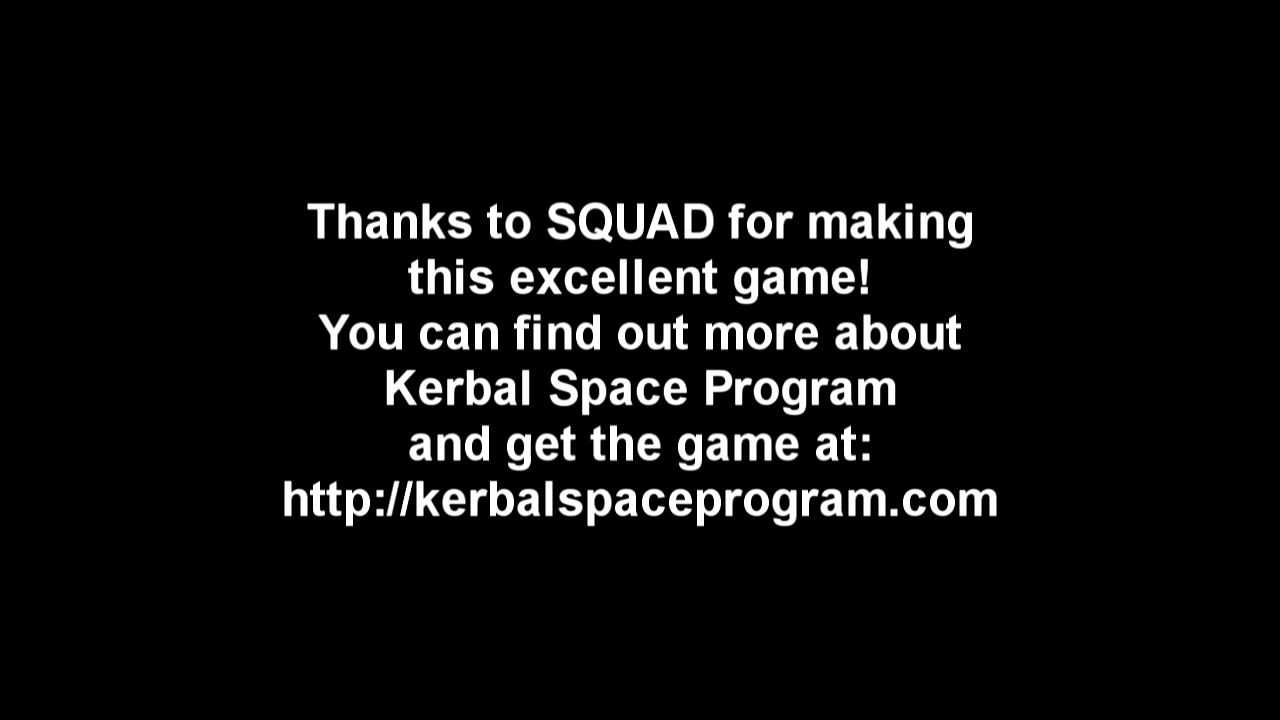 Thanks to SQUAD for making
this excellent game!
You can find out more about
Kerbal Space Program
and get the game at:
http://kerbalspaceprogram.com